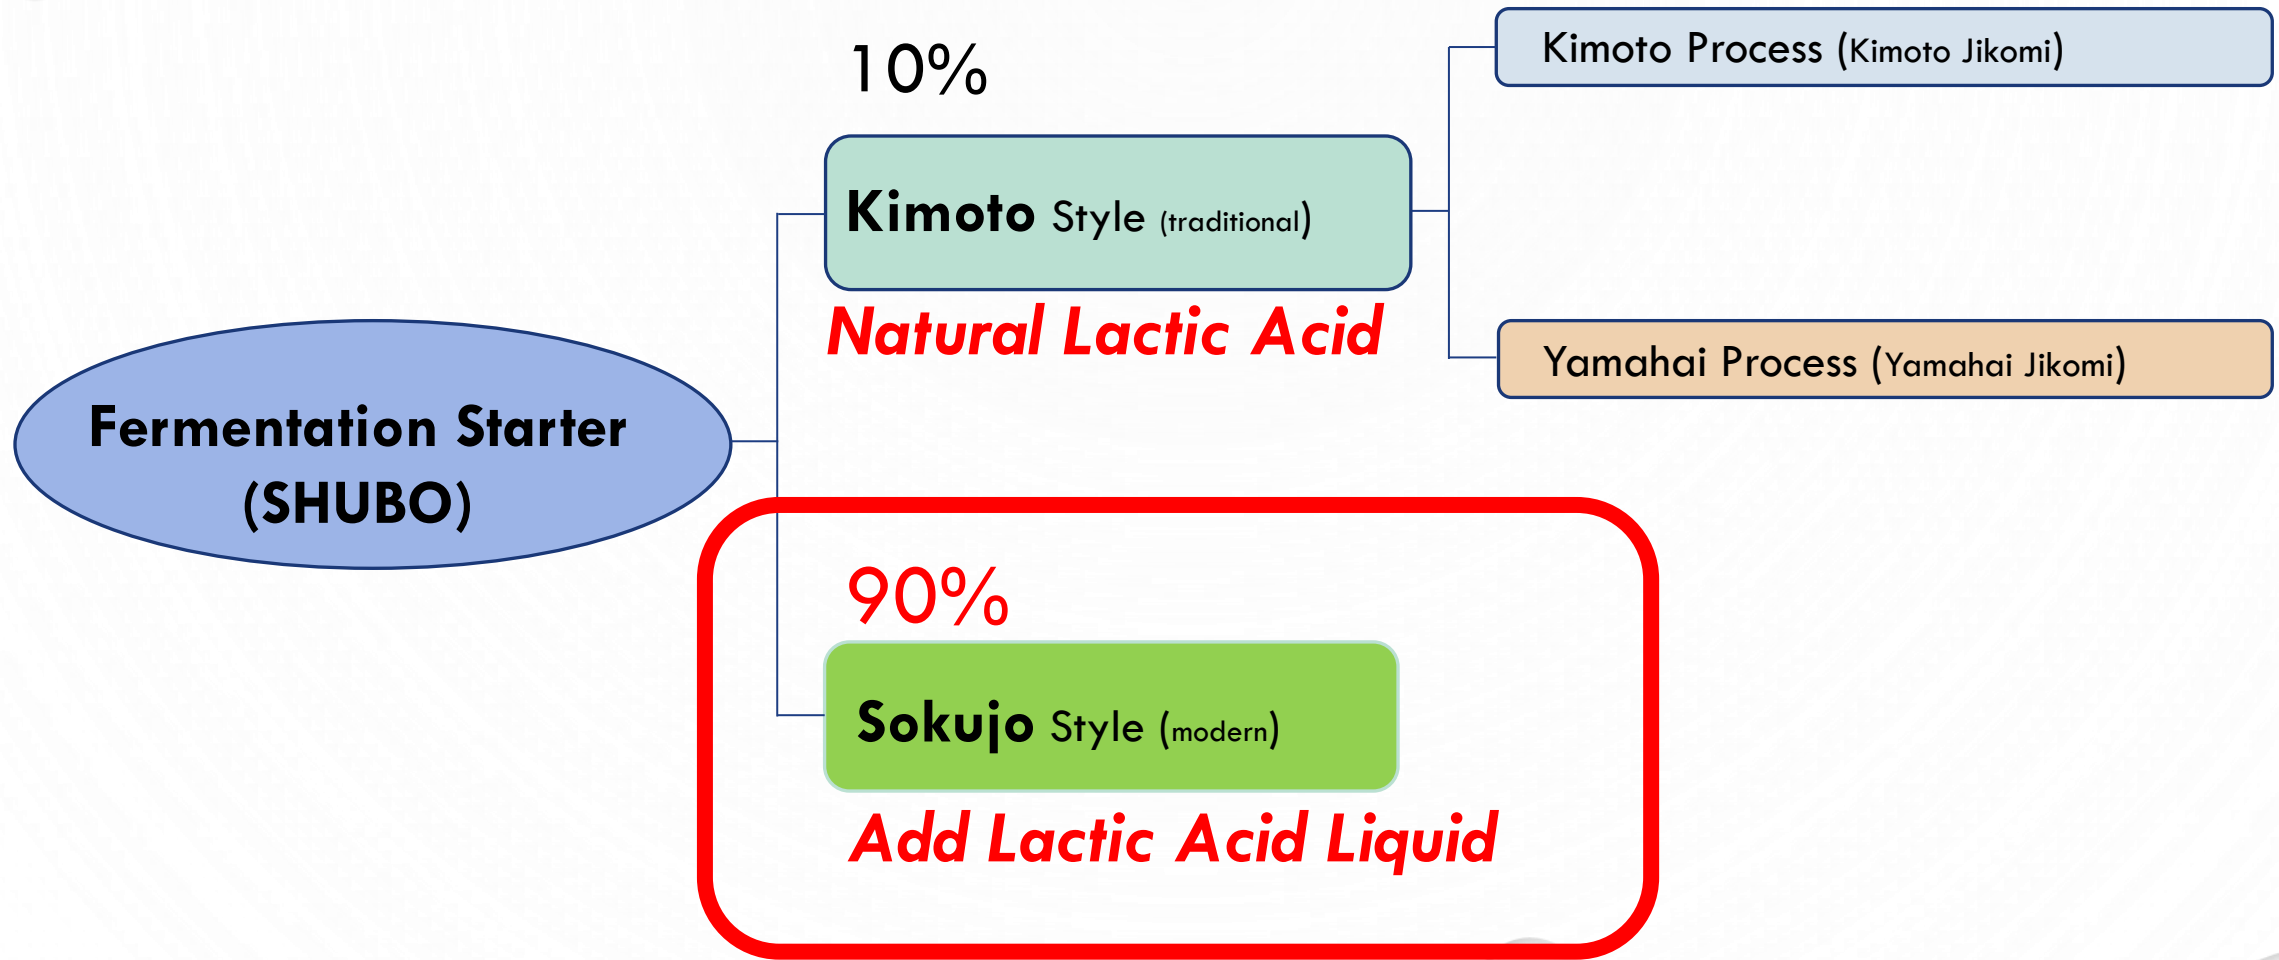 10%
Kimoto Process (Kimoto Jikomi)
Kimoto Style (traditional)
Natural Lactic Acid
Yamahai Process (Yamahai Jikomi)
Fermentation Starter
(SHUBO)
90%
Sokujo Style (modern)
Add Lactic Acid Liquid